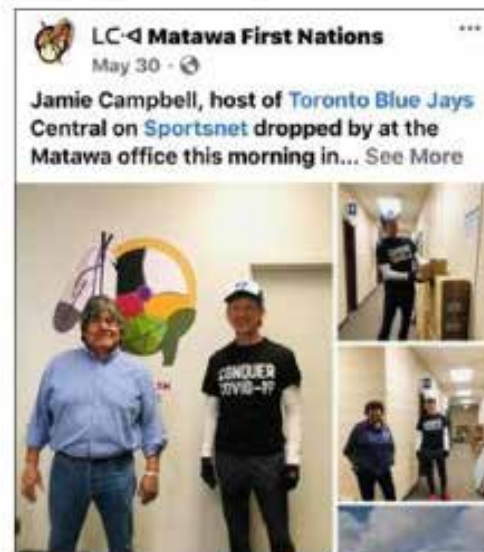 ᒪᑕᐧᐊ Matawa First Nations
May 30 ·
Jamie Campbell, host of Toronto Blue Jays
Central on Sportsnet dropped by at the
Matawa office this morning in... See More
CONQUER
COVID-19